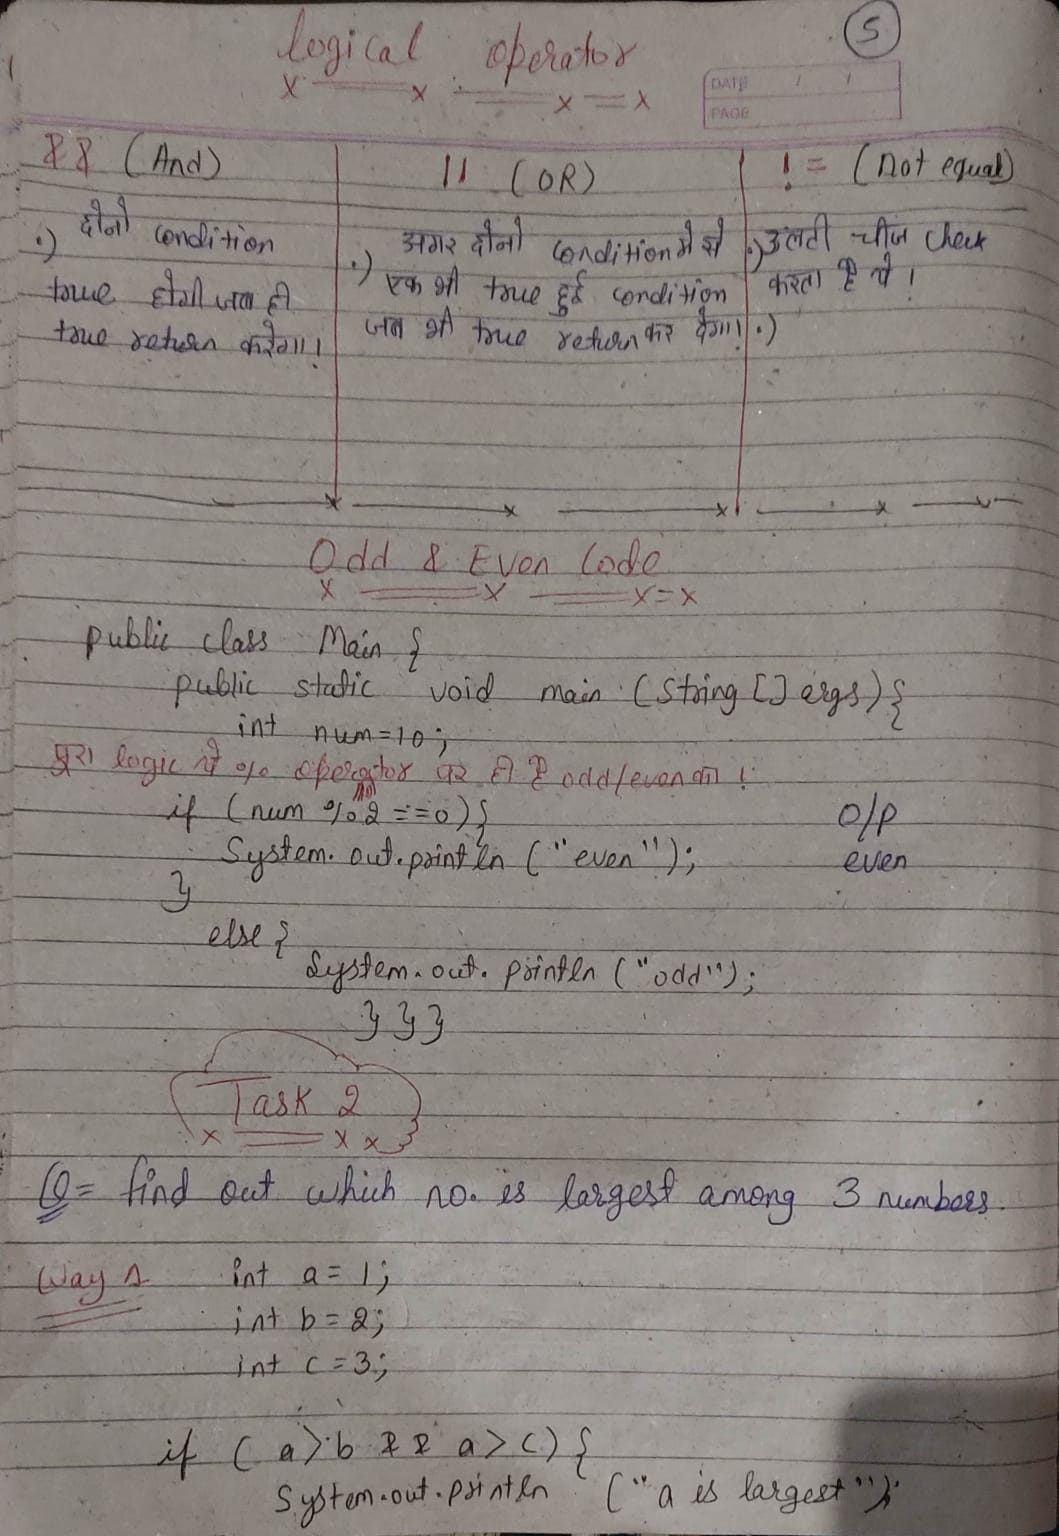 logical operator
5
DATE / /
PAGE
&& (And)
·) दोनो condition
true होगी जब ही
true return करेगा।
|| (OR)
·) अगर दोनो condition मे से
एक भी true हुई condition
जब भी true return कर देगा।
!= (Not equal)
·) उलटी चीज check
करता है ये।
·)
Odd & Even Code
public class Main {
public static void main (String [] args) {
int num=10;
पूरा logic ये % operator पर ही है odd/even का !
if (num % 2 ==0) {
O/P
System.out.println ("even");
even
}
else {
System.out.println ("odd");
} } }
Task 2
Q= find out which no. is largest among 3 numbers.
Way 1
int a = 1;
int b = 2;
int c = 3;
if ( a > b && a > c) {
System.out.println ("a is largest");